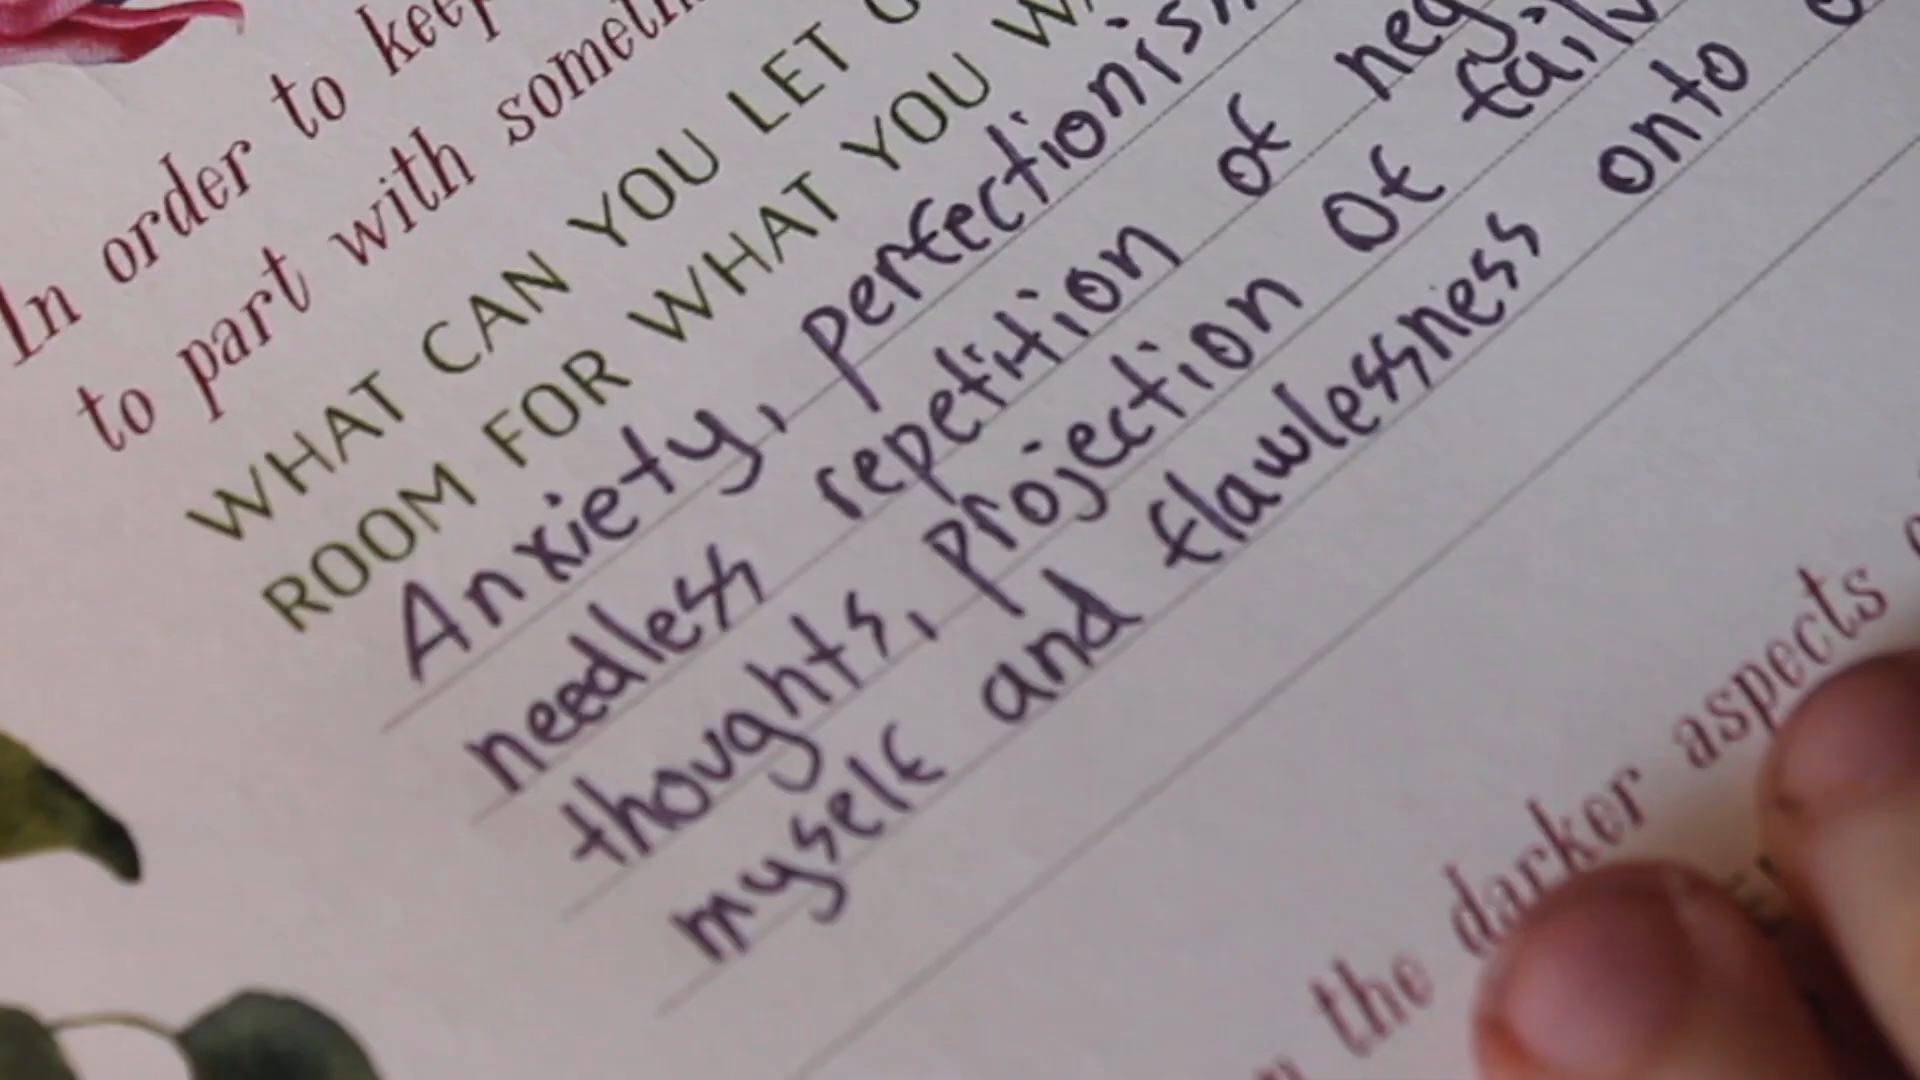 In order to keep
to part with someth
WHAT CAN YOU LET G
ROOM FOR WHAT YOU W
Anxiety, perfectionism
needless repetition of neg
thoughts, projection of failu
myself and flawlessness onto o
the darker aspects